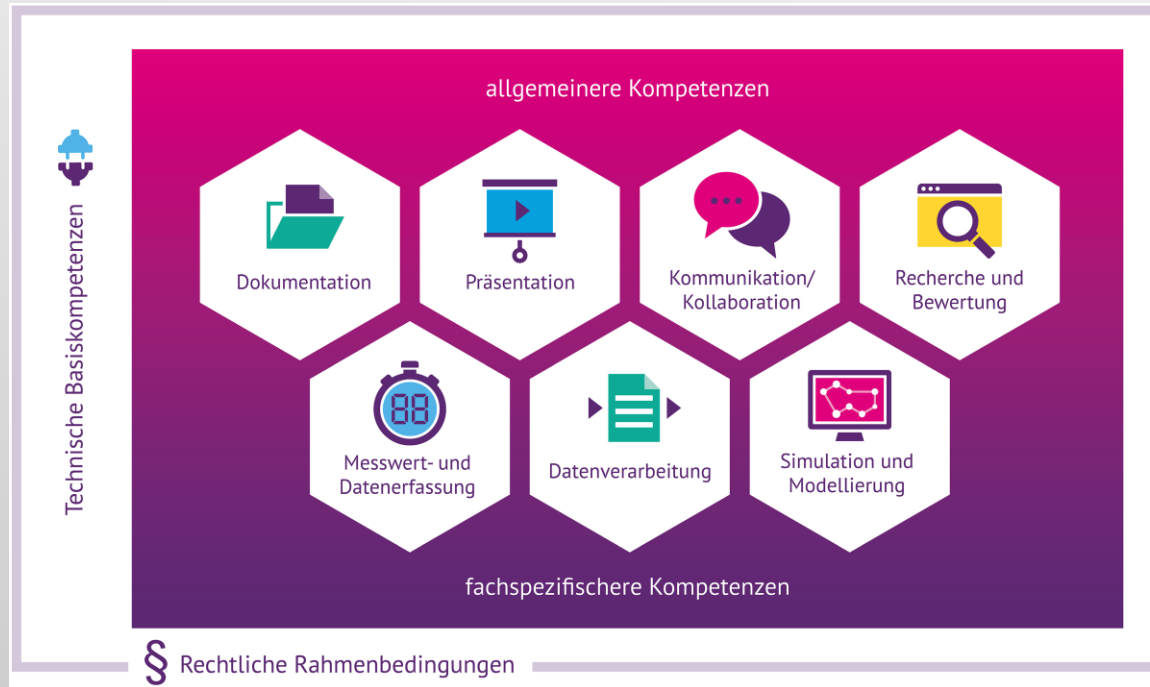 allgemeinere Kompetenzen
Technische Basiskompetenzen
Dokumentation
Präsentation
Kommunikation/
Kollaboration
Recherche und
Bewertung
88
Messwert- und
Datenerfassung
Datenverarbeitung
Simulation und
Modellierung
fachspezifischere Kompetenzen
§ Rechtliche Rahmenbedingungen